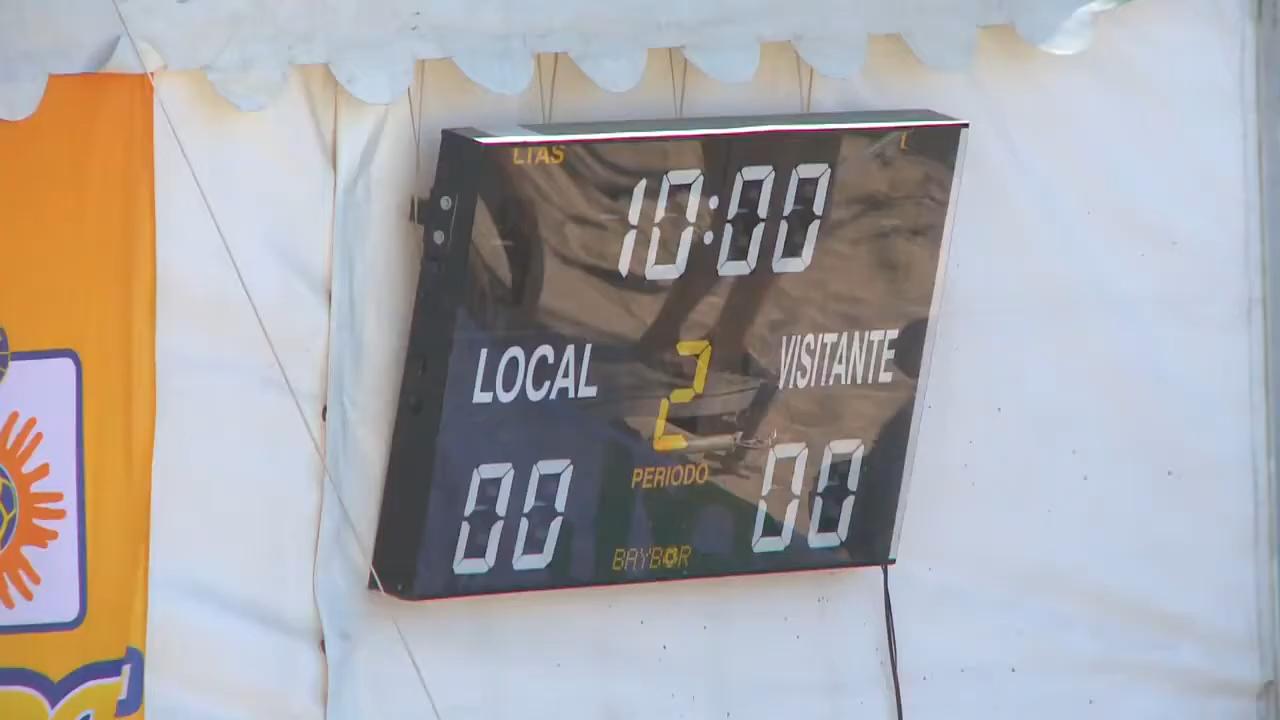 LTAS
10:00
LOCAL 2 VISITANTE
PERIODO
00 00
BAYBOR